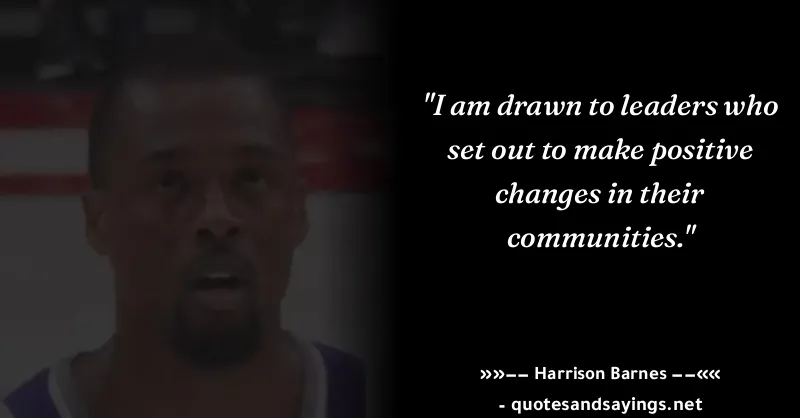 "I am drawn to leaders who
set out to make positive
changes in their
communities."
»»–– Harrison Barnes ––««
- quotesandsayings.net